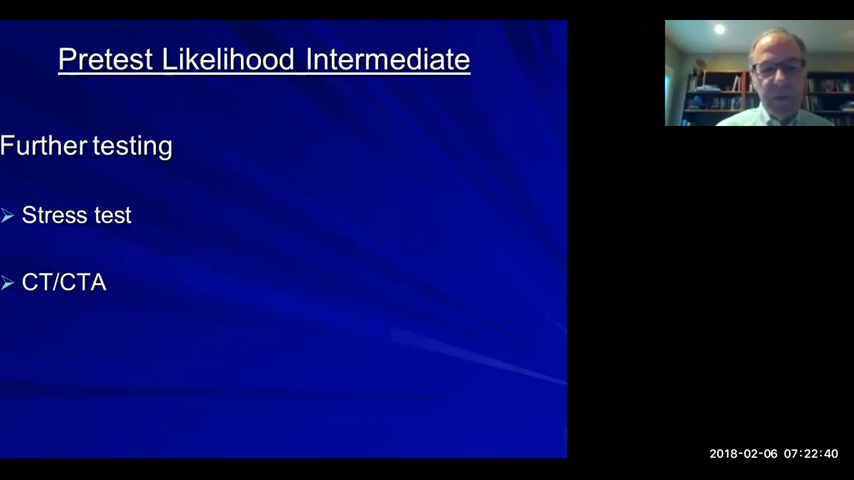 Pretest Likelihood Intermediate
Further testing
Stress test
CT/CTA
2018-02-06 07:22:40